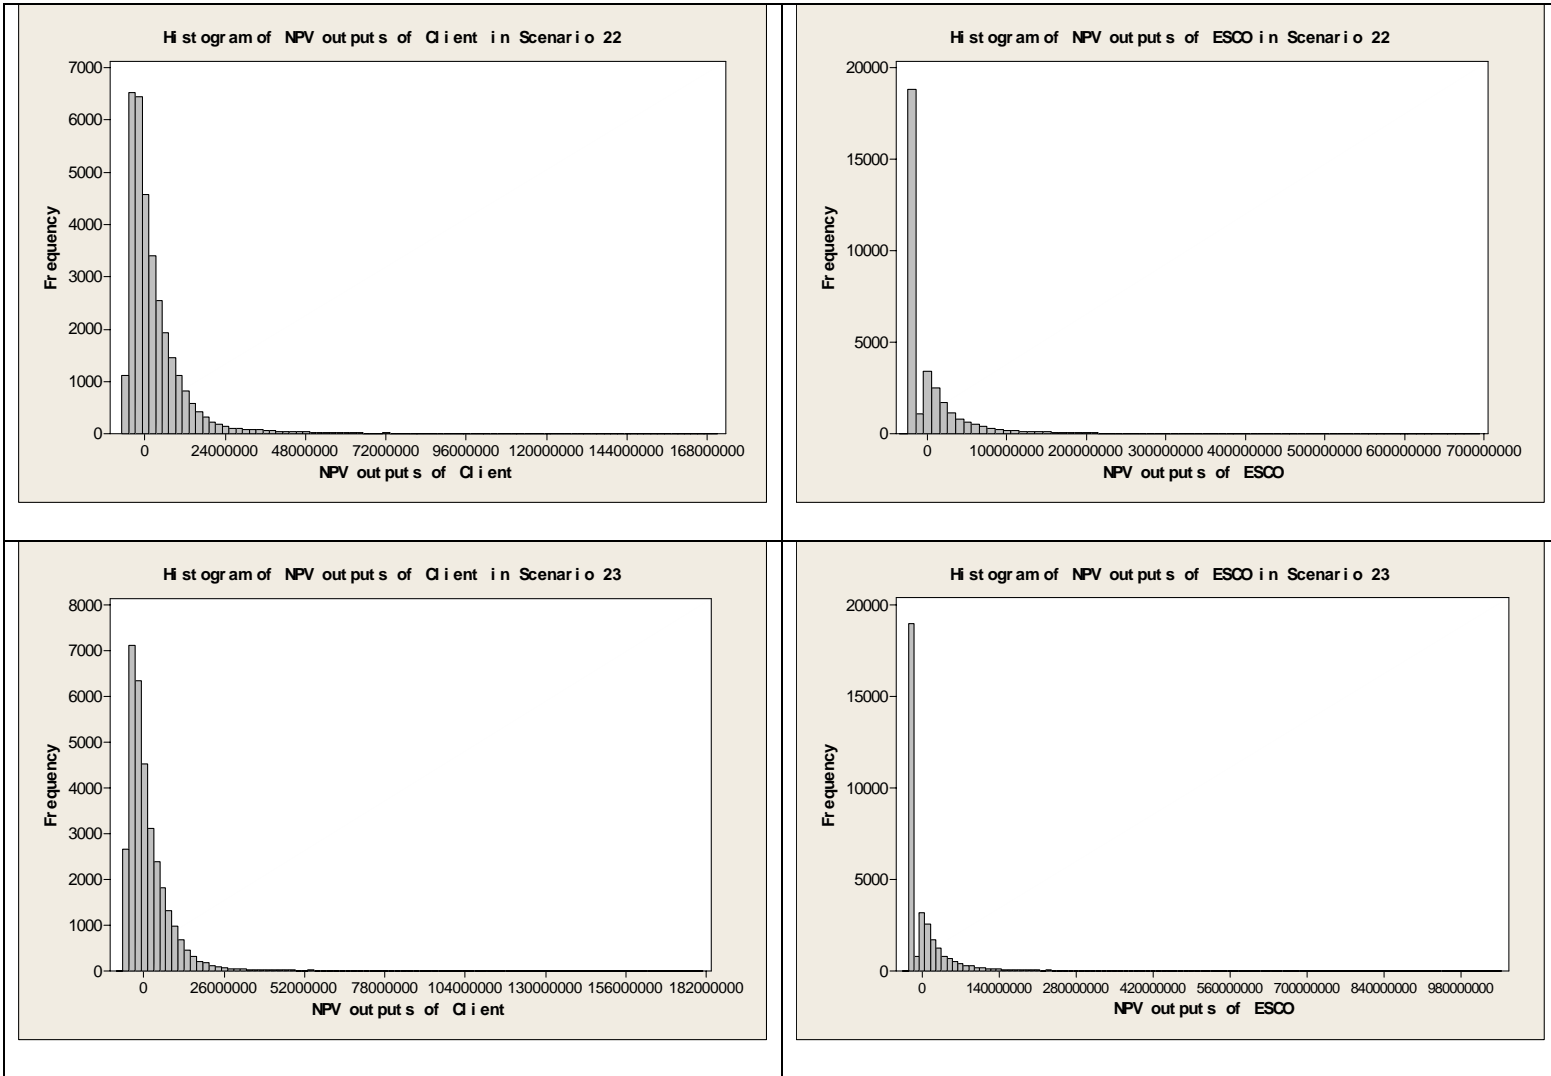 Histogram of NPV outputs of Client in Scenario 22
7000
6000
5000
4000
3000
2000
1000
0
Frequency
0 24000000 48000000 72000000 96000000 120000000 144000000 168000000
NPV outputs of Client
Histogram of NPV outputs of ESCO in Scenario 22
20000
15000
10000
5000
0
Frequency
0 100000000 200000000 300000000 400000000 500000000 600000000 700000000
NPV outputs of ESCO
Histogram of NPV outputs of Client in Scenario 23
8000
7000
6000
5000
4000
3000
2000
1000
0
Frequency
0 26000000 52000000 78000000 104000000 130000000 156000000 182000000
NPV outputs of Client
Histogram of NPV outputs of ESCO in Scenario 23
20000
15000
10000
5000
0
Frequency
0 140000000 280000000 420000000 560000000 700000000 840000000 980000000
NPV outputs of ESCO